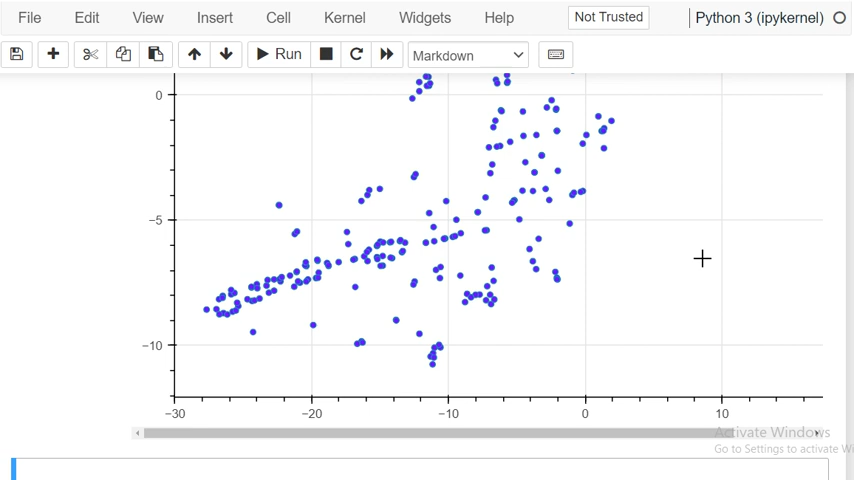 File Edit View Insert Cell Kernel Widgets Help Not Trusted Python 3 (ipykernel)
Run Markdown
0
−5
−10
−30 −20 −10 0 10
Activate Windows
Go to Settings to activate Wi